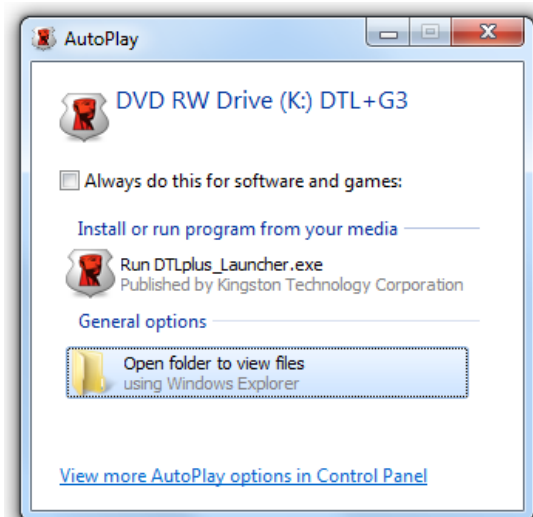 AutoPlay
DVD RW Drive (K:) DTL+G3
Always do this for software and games:
Install or run program from your media
Run DTLplus_Launcher.exe
Published by Kingston Technology Corporation
General options
Open folder to view files
using Windows Explorer
View more AutoPlay options in Control Panel